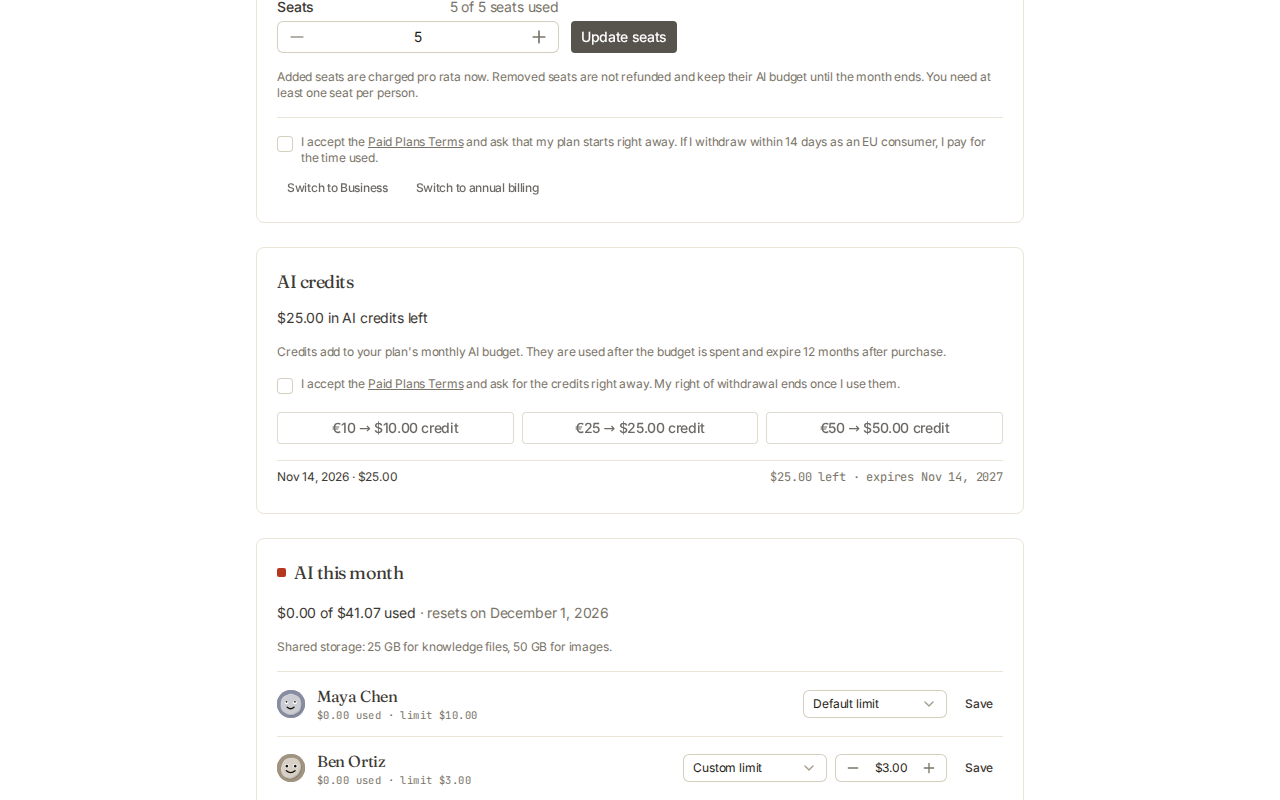 Seats
5 of 5 seats used
5
Update seats
Added seats are charged pro rata now. Removed seats are not refunded and keep their AI budget until the month ends. You need at
least one seat per person.
I accept the Paid Plans Terms and ask that my plan starts right away. If I withdraw within 14 days as an EU consumer, I pay for
the time used.
Switch to Business
Switch to annual billing
AI credits
$25.00 in AI credits left
Credits add to your plan's monthly AI budget. They are used after the budget is spent and expire 12 months after purchase.
I accept the Paid Plans Terms and ask for the credits right away. My right of withdrawal ends once I use them.
€10 → $10.00 credit
€25 → $25.00 credit
€50 → $50.00 credit
Nov 14, 2026 · $25.00
$25.00 left · expires Nov 14, 2027
AI this month
$0.00 of $41.07 used · resets on December 1, 2026
Shared storage: 25 GB for knowledge files, 50 GB for images.
Maya Chen
$0.00 used · limit $10.00
Default limit
Save
Ben Ortiz
$0.00 used · limit $3.00
Custom limit
$3.00
Save